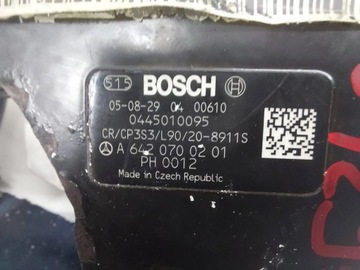 515 BOSCH
05-08-29 04 00610
0445010095
CR/CP3S3/L90/20-8911S
A 642 070 02 01
PH 0012
Made in Czech Republic